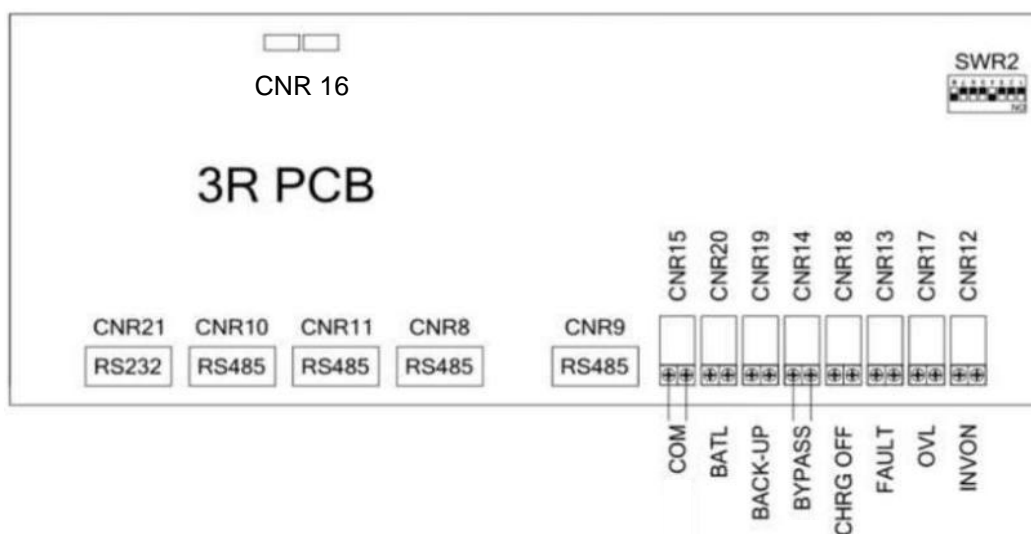 CNR 16
SWR2
3R PCB
CNR15
CNR20
CNR19
CNR14
CNR18
CNR13
CNR17
CNR12
CNR21 CNR10 CNR11 CNR8 CNR9
RS232 RS485 RS485 RS485 RS485
COM
BATL
BACK-UP
BYPASS
CHRG OFF
FAULT
OVL
INVON